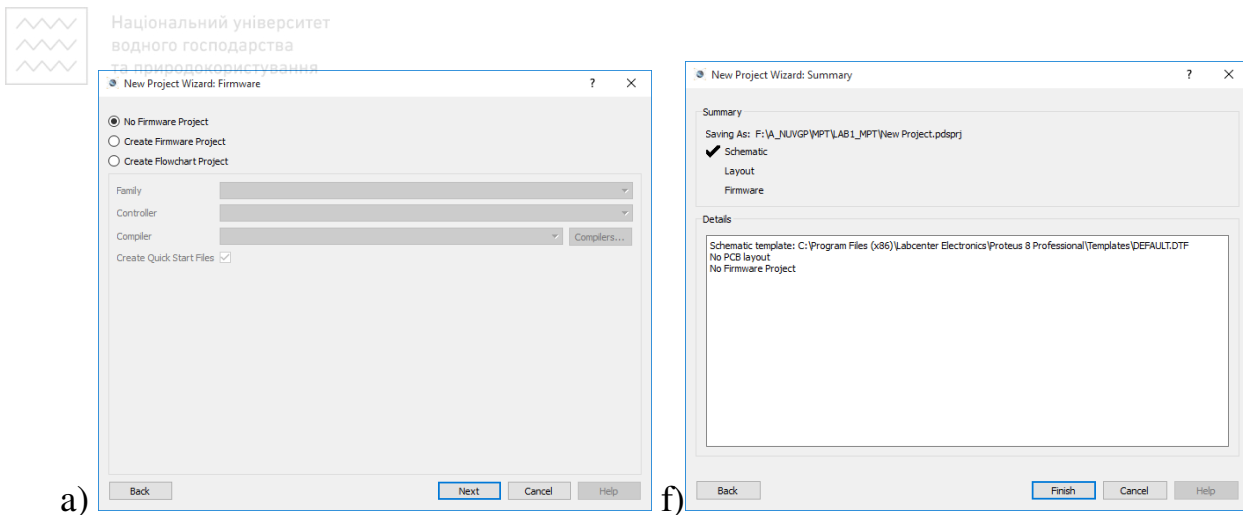 Національний університет
водного господарства
та природокористування
New Project Wizard: Firmware ? ×
No Firmware Project
Create Firmware Project
Create Flowchart Project
Family
Controller
Compiler Compilers...
Create Quick Start Files
a) Back Next Cancel Help
New Project Wizard: Summary ? ×
Summary
Saving As: F:\A_NUVGP\MPT\LAB1_MPT\New Project.pdsprj
Schematic
Layout
Firmware
Details
Schematic template: C:\Program Files (x86)\Labcenter Electronics\Proteus 8 Professional\Templates\DEFAULT.DTF
No PCB layout
No Firmware Project
f) Back Finish Cancel Help